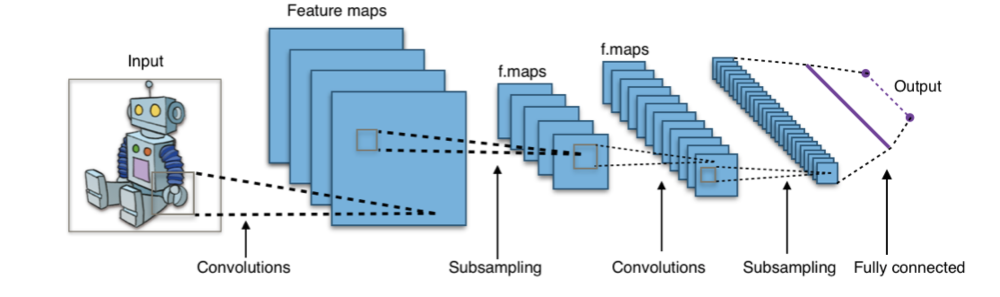 Feature maps
f.maps
Input
f.maps
Output
Convolutions
Subsampling
Convolutions
Subsampling
Fully connected